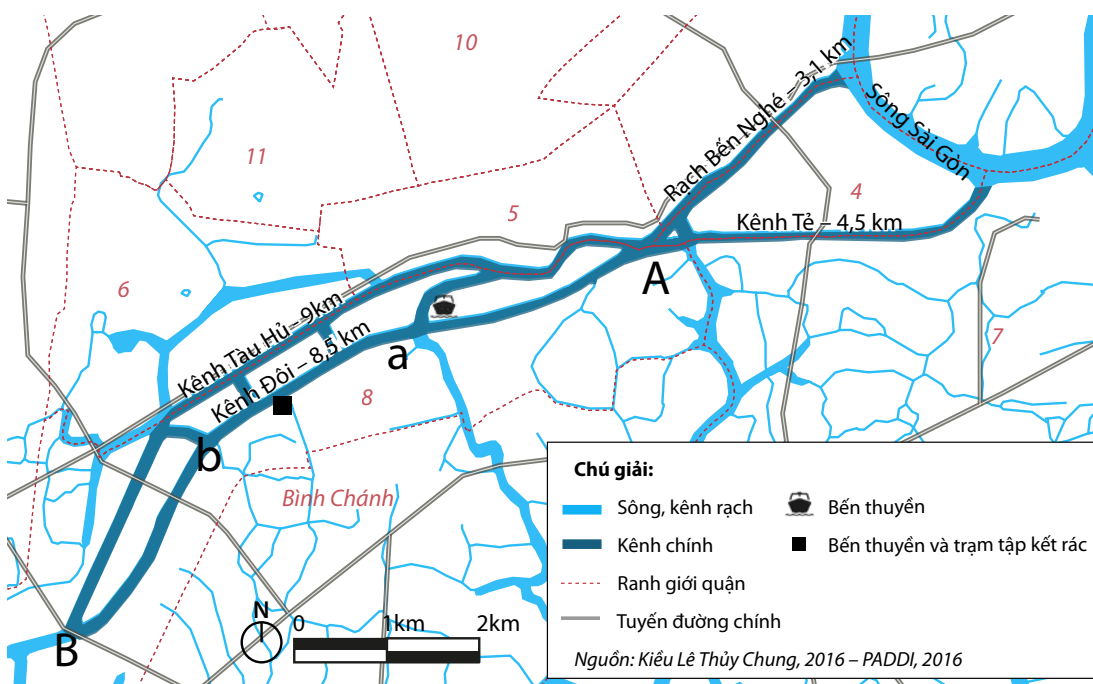 10
Rạch Bến Nghé – 3,1 km
Sông Sài Gòn
11
4
5
Kênh Tẻ – 4,5 km
A
6
Kênh Tàu Hủ – 9km
7
a
Kênh Đôi – 8,5 km
8
b
Bình Chánh
B
N
0 1km 2km
Chú giải:
Sông, kênh rạch
Bến thuyền
Kênh chính
Bến thuyền và trạm tập kết rác
Ranh giới quận
Tuyến đường chính
Nguồn: Kiều Lê Thủy Chung, 2016 – PADDI, 2016